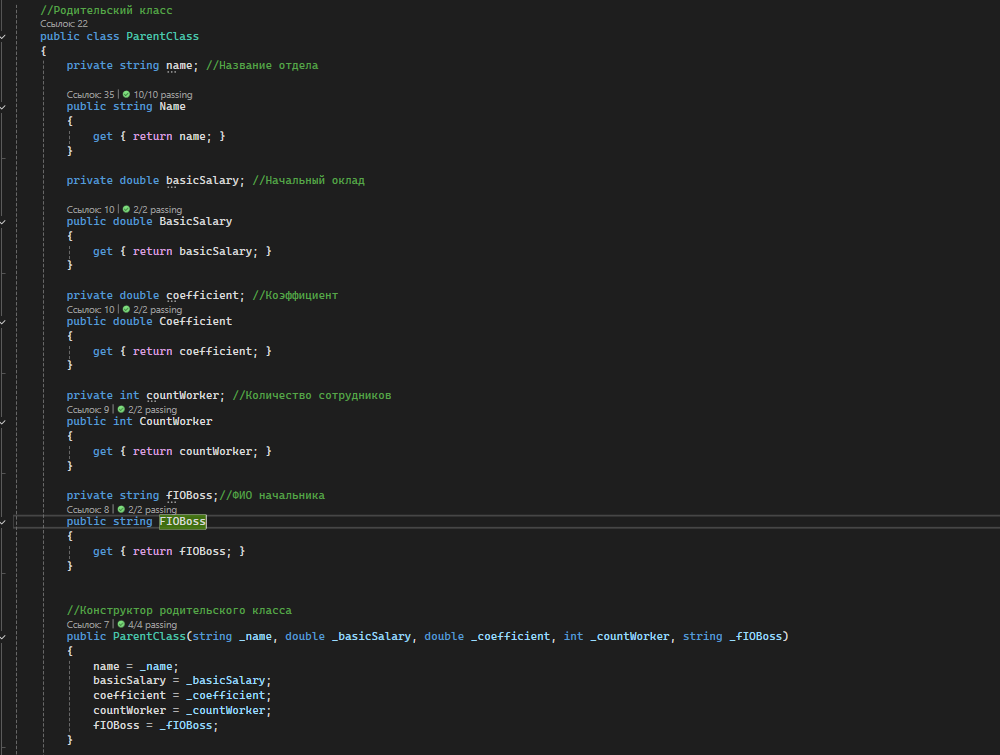 //Родительский класс
Ссылок: 22
public class ParentClass
{
private string name; //Название отдела
Ссылок: 35 | 10/10 passing
public string Name
{
get { return name; }
}
private double basicSalary; //Начальный оклад
Ссылок: 10 | 2/2 passing
public double BasicSalary
{
get { return basicSalary; }
}
private double coefficient; //Коэффициент
Ссылок: 10 | 2/2 passing
public double Coefficient
{
get { return coefficient; }
}
private int countWorker; //Количество сотрудников
Ссылок: 9 | 2/2 passing
public int CountWorker
{
get { return countWorker; }
}
private string fIOBoss;//ФИО начальника
Ссылок: 8 | 2/2 passing
public string FIOBoss
{
get { return fIOBoss; }
}
//Конструктор родительского класса
Ссылок: 7 | 4/4 passing
public ParentClass(string _name, double _basicSalary, double _coefficient, int _countWorker, string _fIOBoss)
{
name = _name;
basicSalary = _basicSalary;
coefficient = _coefficient;
countWorker = _countWorker;
fIOBoss = _fIOBoss;
}